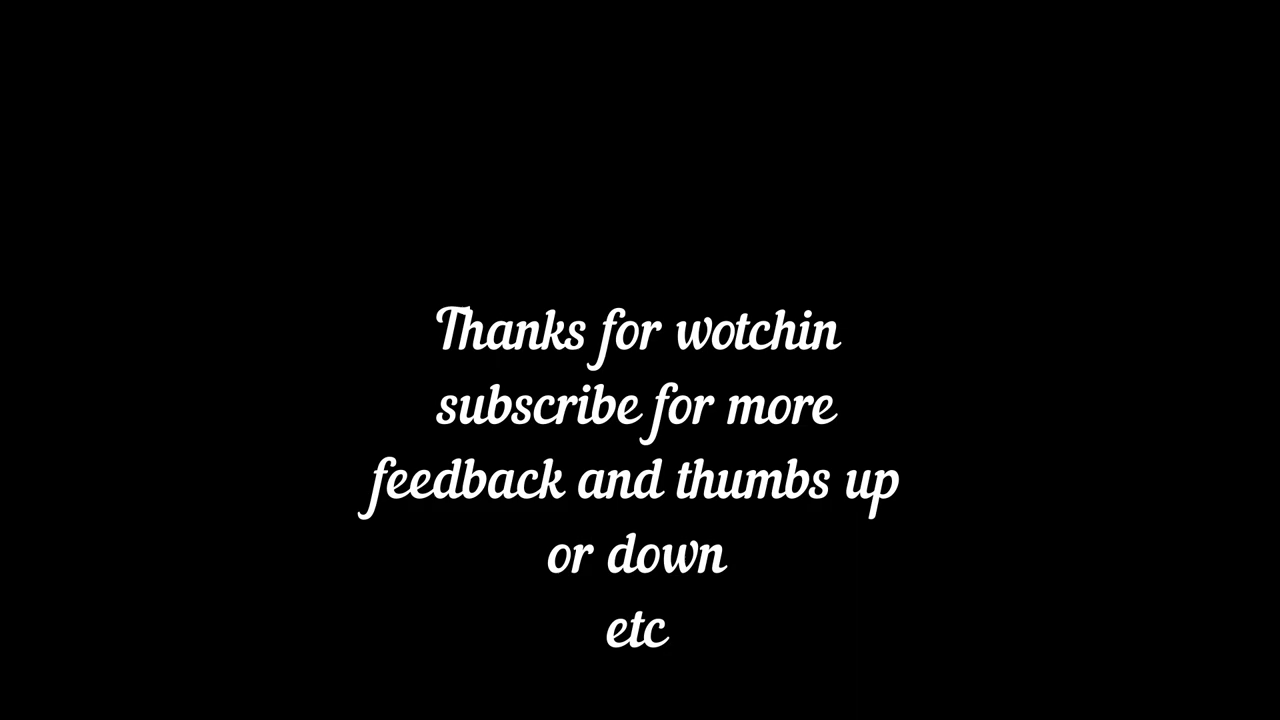 Thanks for wotchin
subscribe for more
feedback and thumbs up
or down
etc